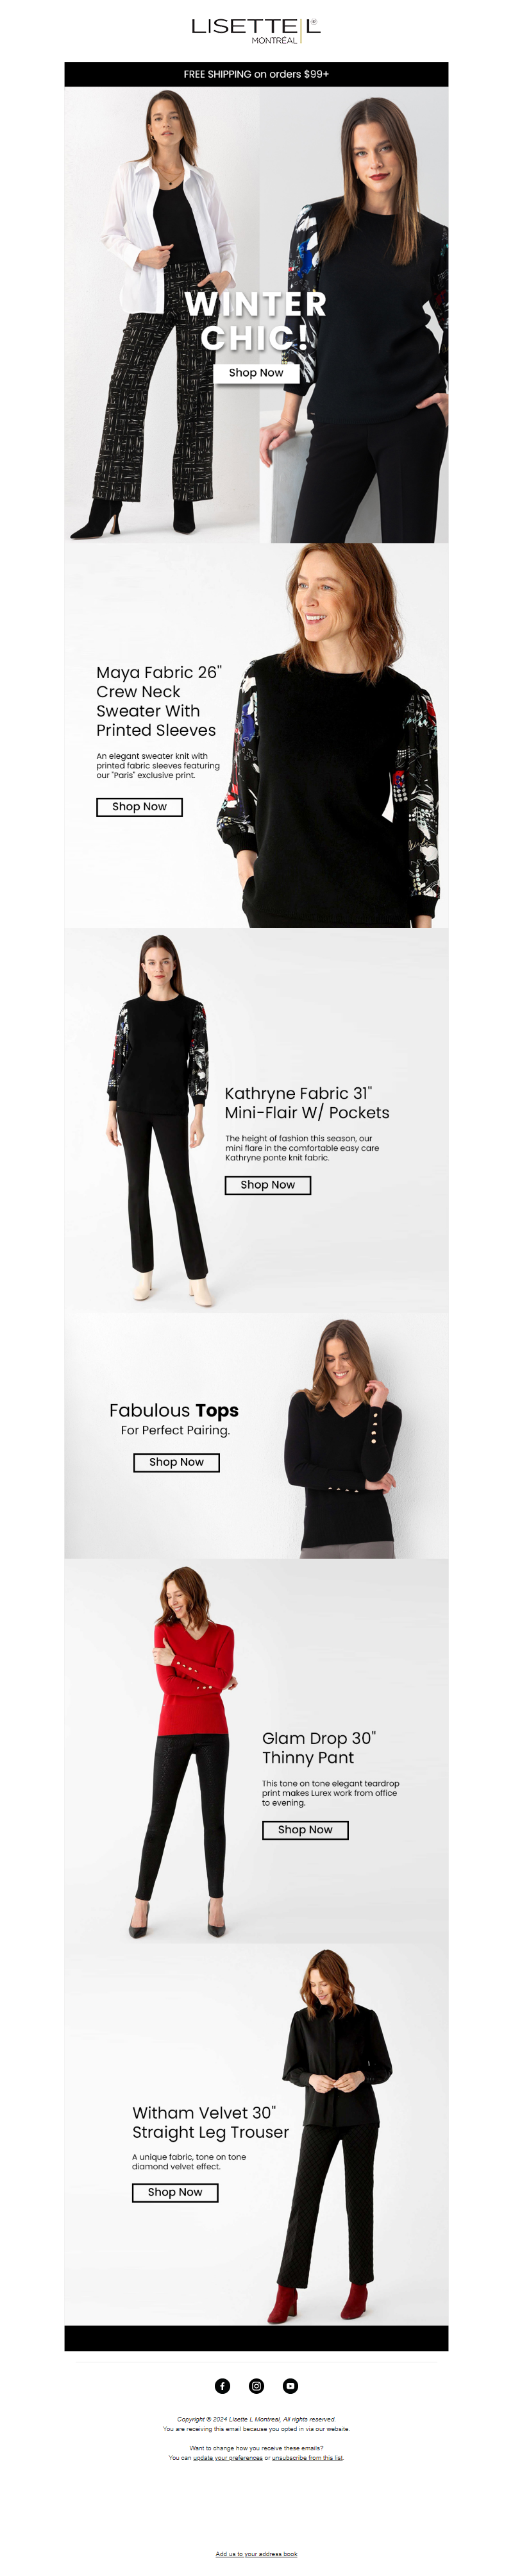 LISETTE L
MONTRÉAL
FREE SHIPPING on orders $99+
WINTER
CHIC!
Shop Now
Maya Fabric 26"
Crew Neck
Sweater With
Printed Sleeves
An elegant sweater knit with
printed fabric sleeves featuring
our "Paris" exclusive print.
Shop Now
Kathryne Fabric 31"
Mini-Flair W/ Pockets
The height of fashion this season, our
mini flare in the comfortable easy care
Kathryne ponte knit fabric.
Shop Now
Fabulous Tops
For Perfect Pairing.
Shop Now
Glam Drop 30"
Thinny Pant
This tone on tone elegant teardrop
print makes Lurex work from office
to evening.
Shop Now
Witham Velvet 30"
Straight Leg Trouser
A unique fabric, tone on tone
diamond velvet effect.
Shop Now
Copyright © 2024 Lisette L Montreal, All rights reserved.
You are receiving this email because you opted in via our website.
Want to change how you receive these emails?
You can update your preferences or unsubscribe from this list.
Add us to your address book